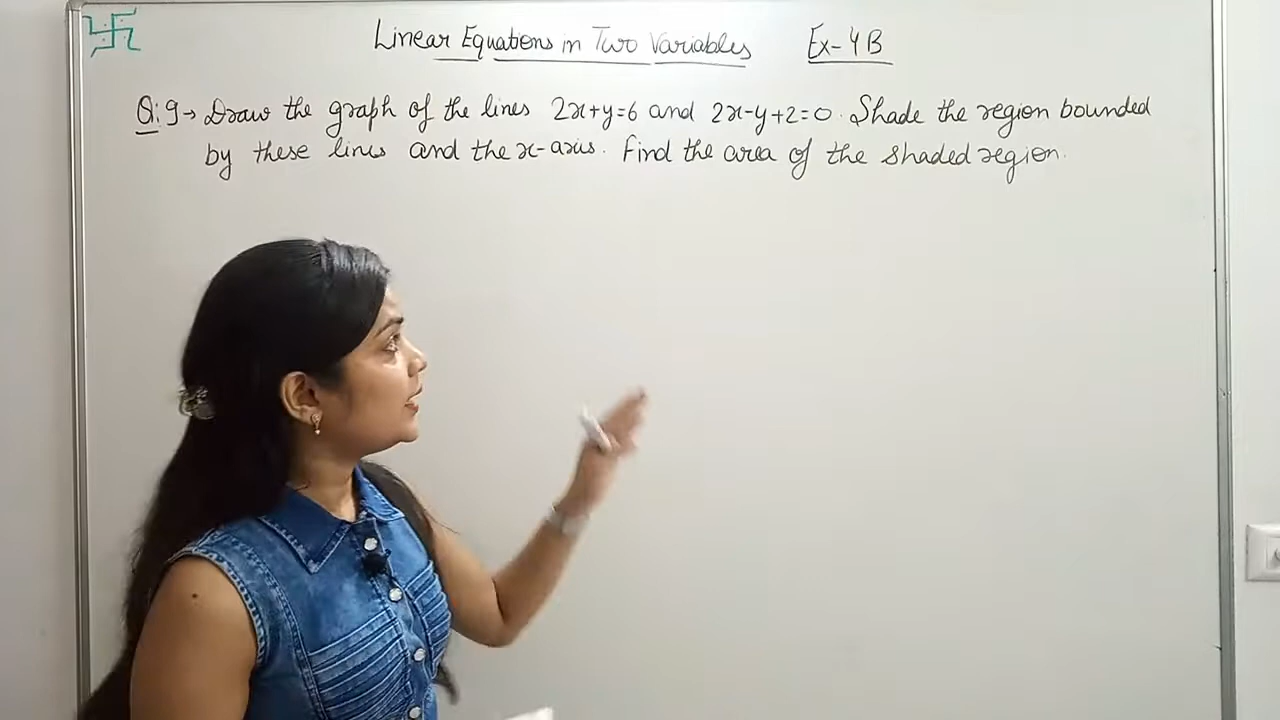 Linear Equations in Two Variables Ex-4B
Q:9→ Draw the graph of the lines 2x+y=6 and 2x-y+2=0. Shade the region bounded
by these lines and the x-axis. Find the area of the shaded region.